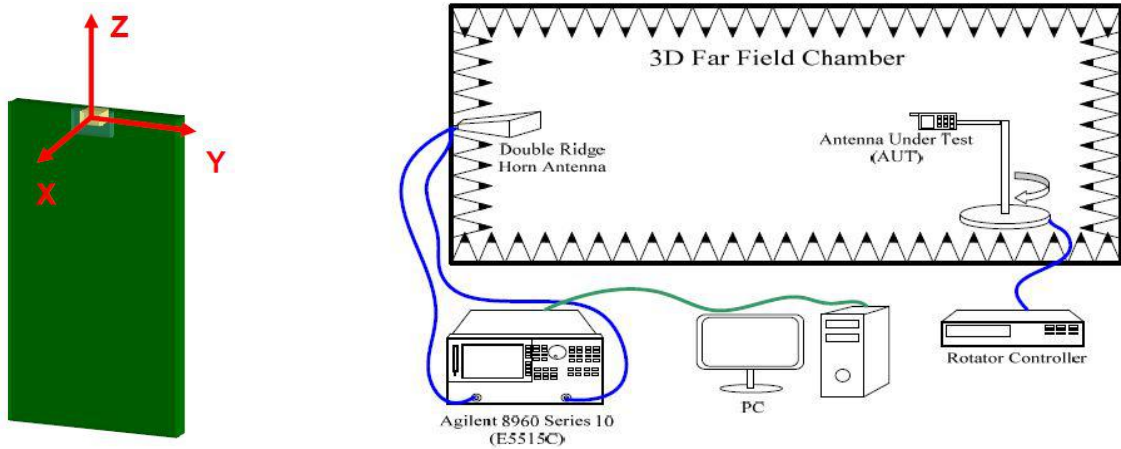 Z
Y
X
3D Far Field Chamber
Double Ridge
Horn Antenna
Antenna Under Test
(AUT)
Agilent 8960 Series 10
(E5515C)
PC
Rotator Controller